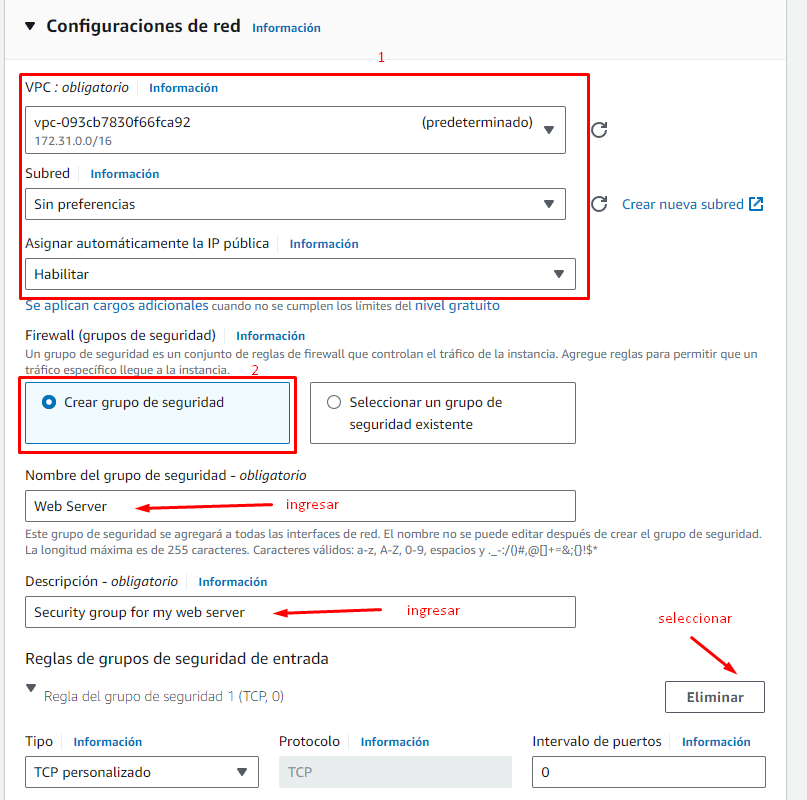 Configuraciones de red Información
1
VPC : obligatorio Información
vpc-093cb7830f66fca92 (predeterminado)
172.31.0.0/16
Subred Información
Sin preferencias
Crear nueva subred
Asignar automáticamente la IP pública Información
Habilitar
Se aplican cargos adicionales cuando no se cumplen los límites del nivel gratuito
Firewall (grupos de seguridad) Información
Un grupo de seguridad es un conjunto de reglas de firewall que controlan el tráfico de la instancia. Agregue reglas para permitir que un
tráfico específico llegue a la instancia.
2
Crear grupo de seguridad
Seleccionar un grupo de
seguridad existente
Nombre del grupo de seguridad - obligatorio
Web Server
ingresar
Este grupo de seguridad se agregará a todas las interfaces de red. El nombre no se puede editar después de crear el grupo de seguridad.
La longitud máxima es de 255 caracteres. Caracteres válidos: a-z, A-Z, 0-9, espacios y ._-:/()#,@[]+=&;{}!$*
Descripción - obligatorio Información
Security group for my web server
ingresar
seleccionar
Reglas de grupos de seguridad de entrada
Regla del grupo de seguridad 1 (TCP, 0)
Eliminar
Tipo Información
Protocolo Información
Intervalo de puertos Información
TCP personalizado
TCP
0